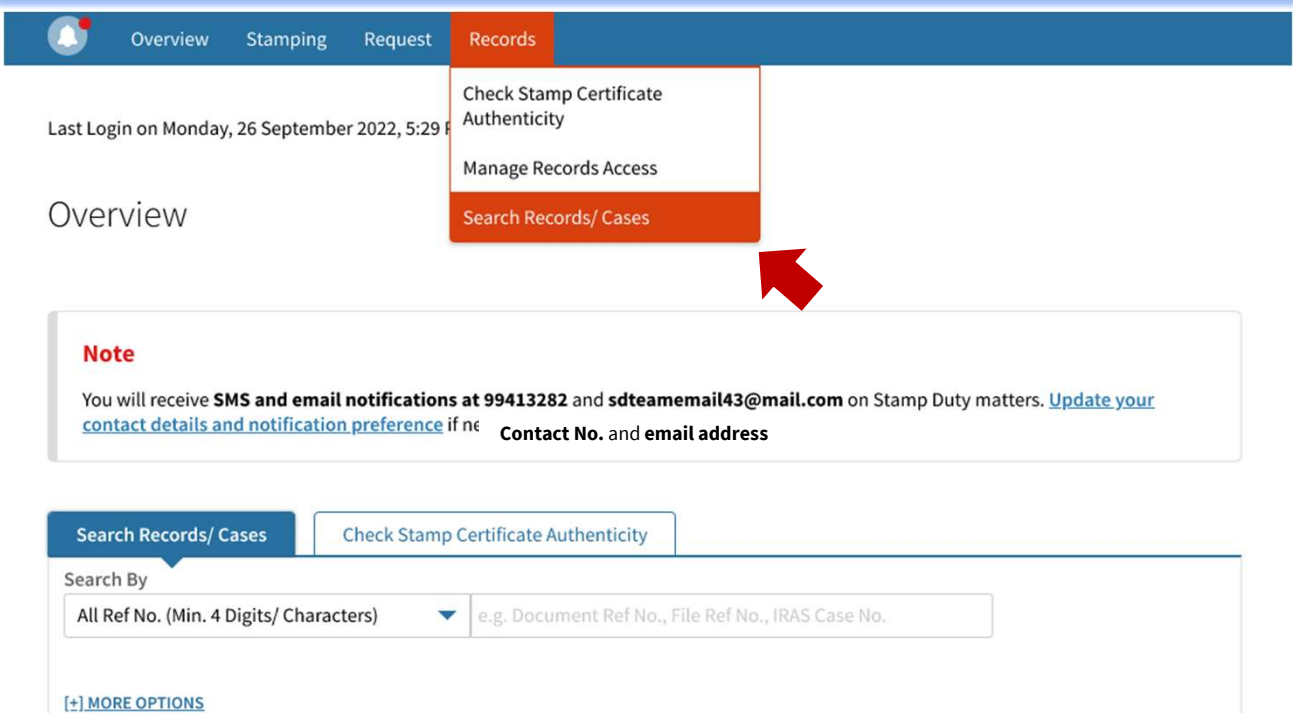 Overview Stamping Request Records
Check Stamp Certificate
Authenticity
Last Login on Monday, 26 September 2022, 5:29
Manage Records Access
Overview
Search Records/ Cases
Note
You will receive SMS and email notifications at 99413282 and sdteamemail43@mail.com on Stamp Duty matters. Update your
contact details and notification preference if
Contact No. and email address
Search Records/ Cases Check Stamp Certificate Authenticity
Search By
All Ref No. (Min. 4 Digits/ Characters) e.g. Document Ref No., File Ref No., IRAS Case No.
[+] MORE OPTIONS